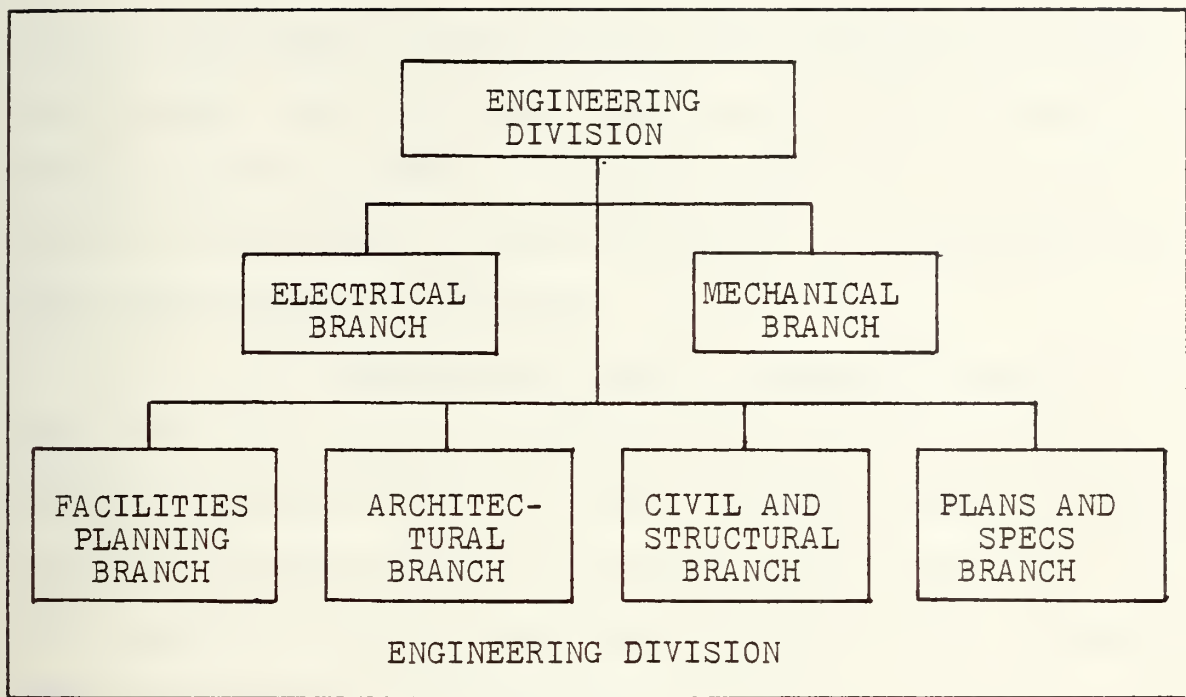 ENGINEERING
DIVISION
ELECTRICAL
BRANCH
MECHANICAL
BRANCH
FACILITIES
PLANNING
BRANCH
ARCHITEC-
TURAL
BRANCH
CIVIL AND
STRUCTURAL
BRANCH
PLANS AND
SPECS
BRANCH
ENGINEERING DIVISION